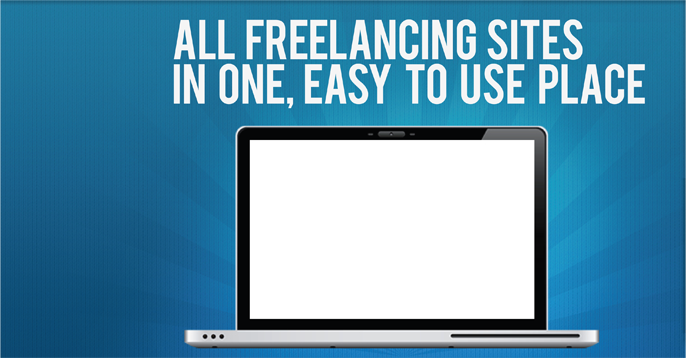 ALL FREELANCING SITES
IN ONE, EASY TO USE PLACE